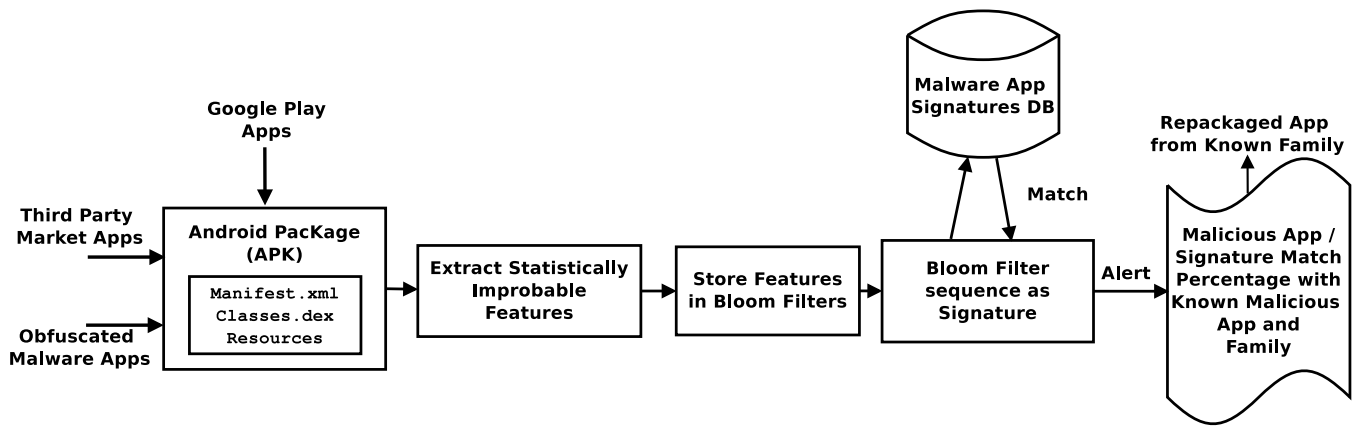 Google Play
Apps
Third Party
Market Apps
Obfuscated
Malware Apps
Android PacKage
(APK)
Manifest.xml
Classes.dex
Resources
Extract Statistically
Improbable
Features
Store Features
in Bloom Filters
Malware App
Signatures DB
Match
Bloom Filter
sequence as
Signature
Alert
Repackaged App
from Known Family
Malicious App /
Signature Match
Percentage with
Known Malicious
App and
Family